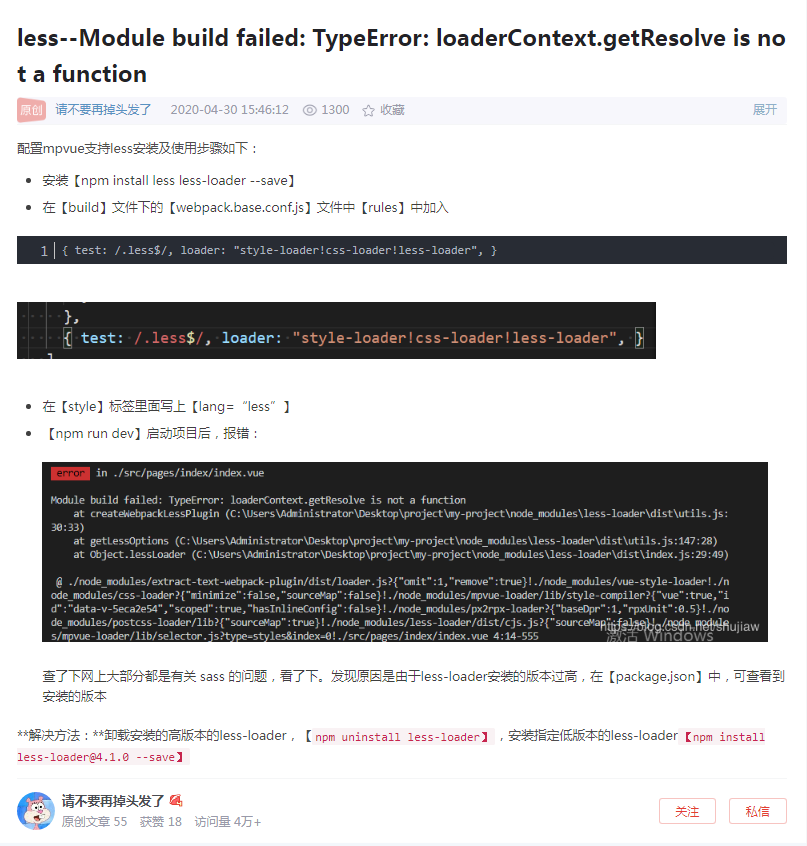 less--Module build failed: TypeError: loaderContext.getResolve is no
t a function
原创 请不要再掉头发了 2020-04-30 15:46:12 1300 收藏 展开
配置mpvue支持less安装及使用步骤如下：
安装【npm install less less-loader --save】
在【build】文件下的【webpack.base.conf.js】文件中【rules】中加入
1 { test: /.less$/, loader: "style-loader!css-loader!less-loader", }
},
{ test: /.less$/, loader: "style-loader!css-loader!less-loader", }
在【style】标签里面写上【lang=“less”】
【npm run dev】启动项目后，报错：
error in ./src/pages/index/index.vue
Module build failed: TypeError: loaderContext.getResolve is not a function
at createWebpackLessPlugin (C:\Users\Administrator\Desktop\project\my-project\node_modules\less-loader\dist\utils.js:
30:33)
at getLessOptions (C:\Users\Administrator\Desktop\project\my-project\node_modules\less-loader\dist\utils.js:147:28)
at Object.lessLoader (C:\Users\Administrator\Desktop\project\my-project\node_modules\less-loader\dist\index.js:29:49)
@ ./node_modules/extract-text-webpack-plugin/dist/loader.js?{"omit":1,"remove":true}!./node_modules/vue-style-loader!./n
ode_modules/css-loader?{"minimize":false,"sourceMap":false}!./node_modules/mpvue-loader/lib/style-compiler?{"vue":true,"i
d":"data-v-5eca2e54","scoped":true,"hasInlineConfig":false}!./node_modules/px2rpx-loader?{"baseDpr":1,"rpxUnit":0.5}!./no
de_modules/postcss-loader/lib?{"sourceMap":true}!./node_modules/less-loader/dist/cjs.js?{"sourceMap":false}!./node_module
s/mpvue-loader/lib/selector.js?type=styles&index=0!./src/pages/index/index.vue 4:14-555
https://blog.csdn.net/shujiaw
激活 Windows
查了下网上大部分都是有关 sass 的问题，看了下。发现原因是由于less-loader安装的版本过高，在【package.json】中，可查看到
安装的版本
**解决方法：**卸载安装的高版本的less-loader，【npm uninstall less-loader】，安装指定低版本的less-loader【npm install
less-loader@4.1.0 --save】
请不要再掉头发了
原创文章 55 获赞 18 访问量 4万+
关注 私信